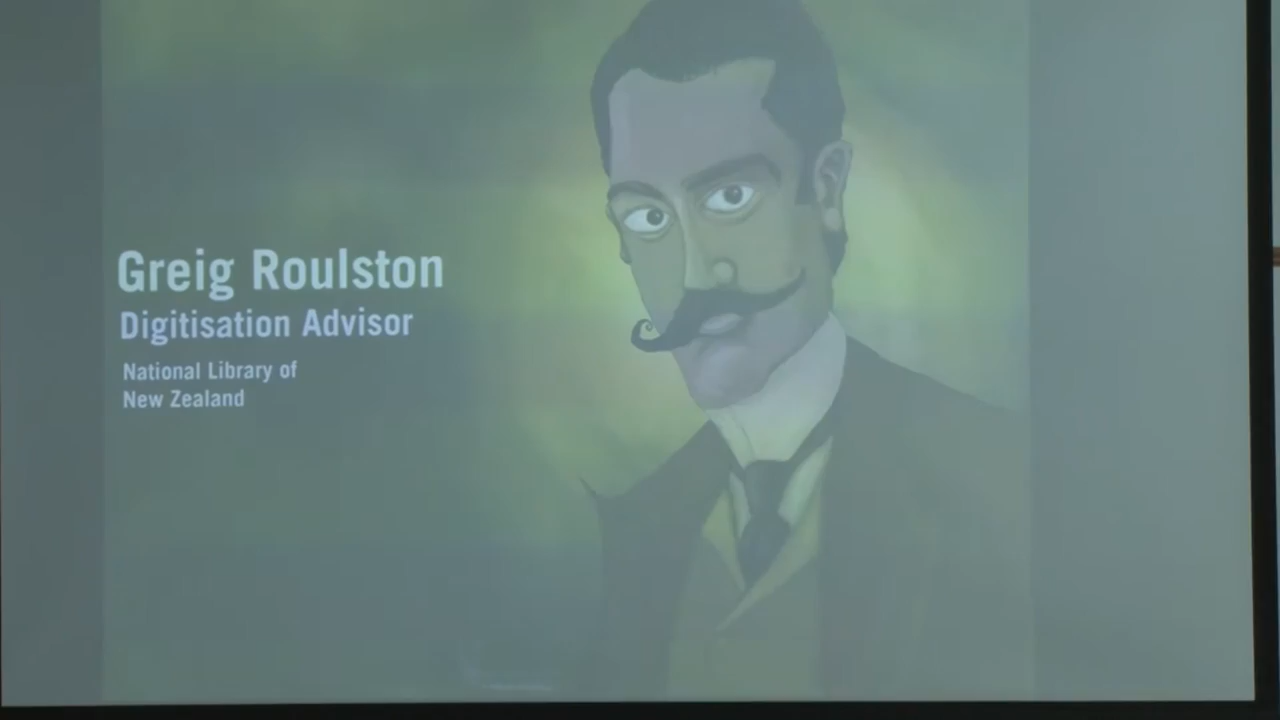 Greig Roulston
Digitisation Advisor
National Library of
New Zealand